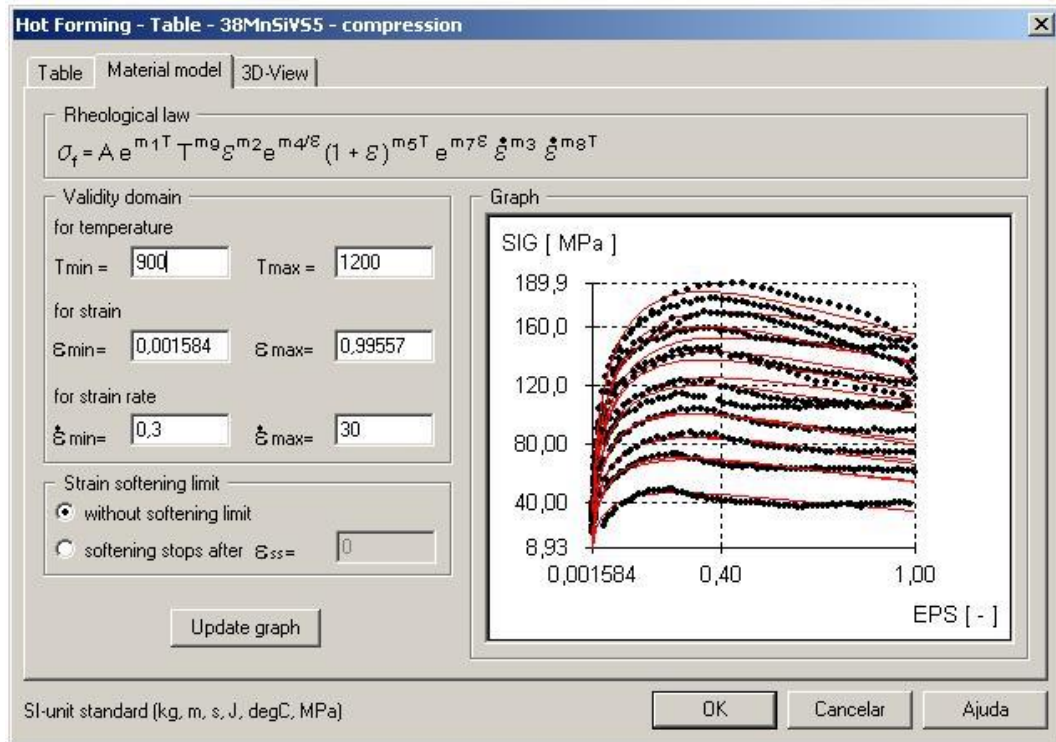 Hot Forming - Table - 38MnSiVS5 - compression
Table Material model 3D-View
Rheological law
σf = A e^m1T T^m9 ε^m2 e^m4/ε (1 + ε)^m5T e^m7ε ε̇^m3 ε̇^m8T
Validity domain
for temperature
Tmin = 900 Tmax = 1200
for strain
εmin= 0,001584 εmax= 0,99557
for strain rate
ε̇min= 0,3 ε̇max= 30
Strain softening limit
without softening limit
softening stops after εss= 0
Update graph
Graph
SIG [ MPa ]
189,9
160,0
120,0
80,00
40,00
8,93
0,001584 0,40 1,00
EPS [ - ]
SI-unit standard (kg, m, s, J, degC, MPa)
OK Cancelar Ajuda